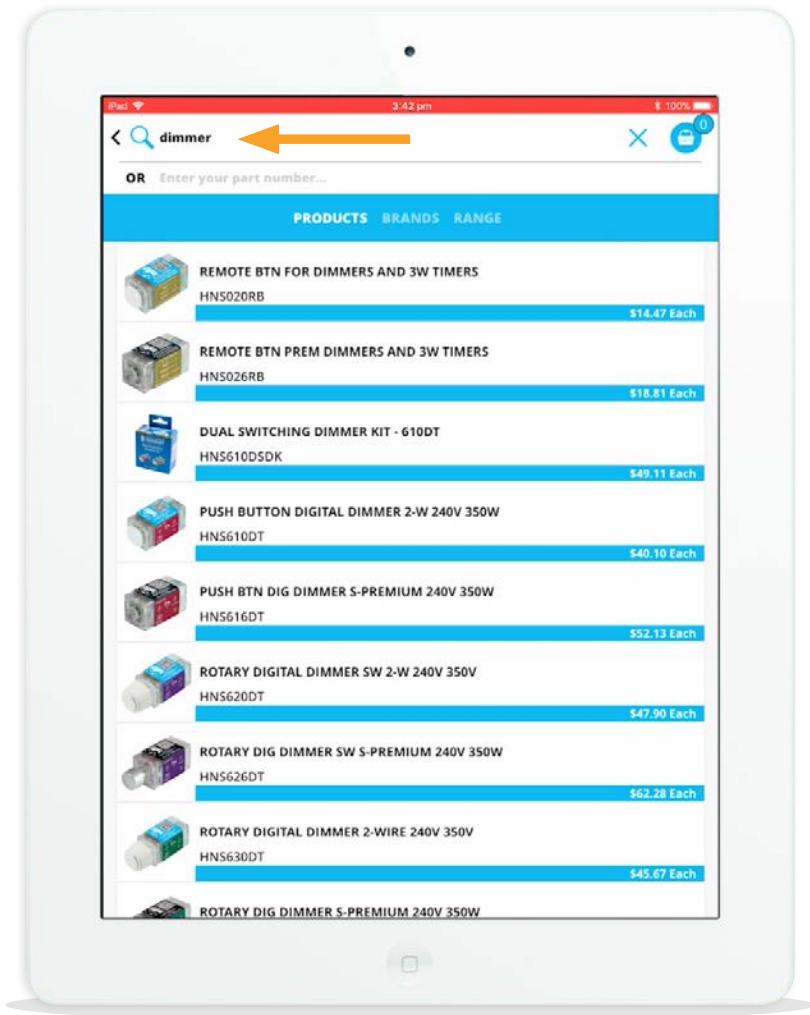 iPad 3:42 pm 100%
dimmer 0
OR Enter your part number...
PRODUCTS BRANDS RANGE
REMOTE BTN FOR DIMMERS AND 3W TIMERS
HNS020RB
$14.47 Each
REMOTE BTN PREM DIMMERS AND 3W TIMERS
HNS026RB
$18.81 Each
DUAL SWITCHING DIMMER KIT - 610DT
HNS610DSDK
$49.11 Each
PUSH BUTTON DIGITAL DIMMER 2-W 240V 350W
HNS610DT
$40.10 Each
PUSH BTN DIG DIMMER S-PREMIUM 240V 350W
HNS616DT
$52.13 Each
ROTARY DIGITAL DIMMER SW 2-W 240V 350V
HNS620DT
$47.90 Each
ROTARY DIG DIMMER SW S-PREMIUM 240V 350W
HNS626DT
$62.28 Each
ROTARY DIGITAL DIMMER 2-WIRE 240V 350V
HNS630DT
$45.67 Each
ROTARY DIG DIMMER S-PREMIUM 240V 350W